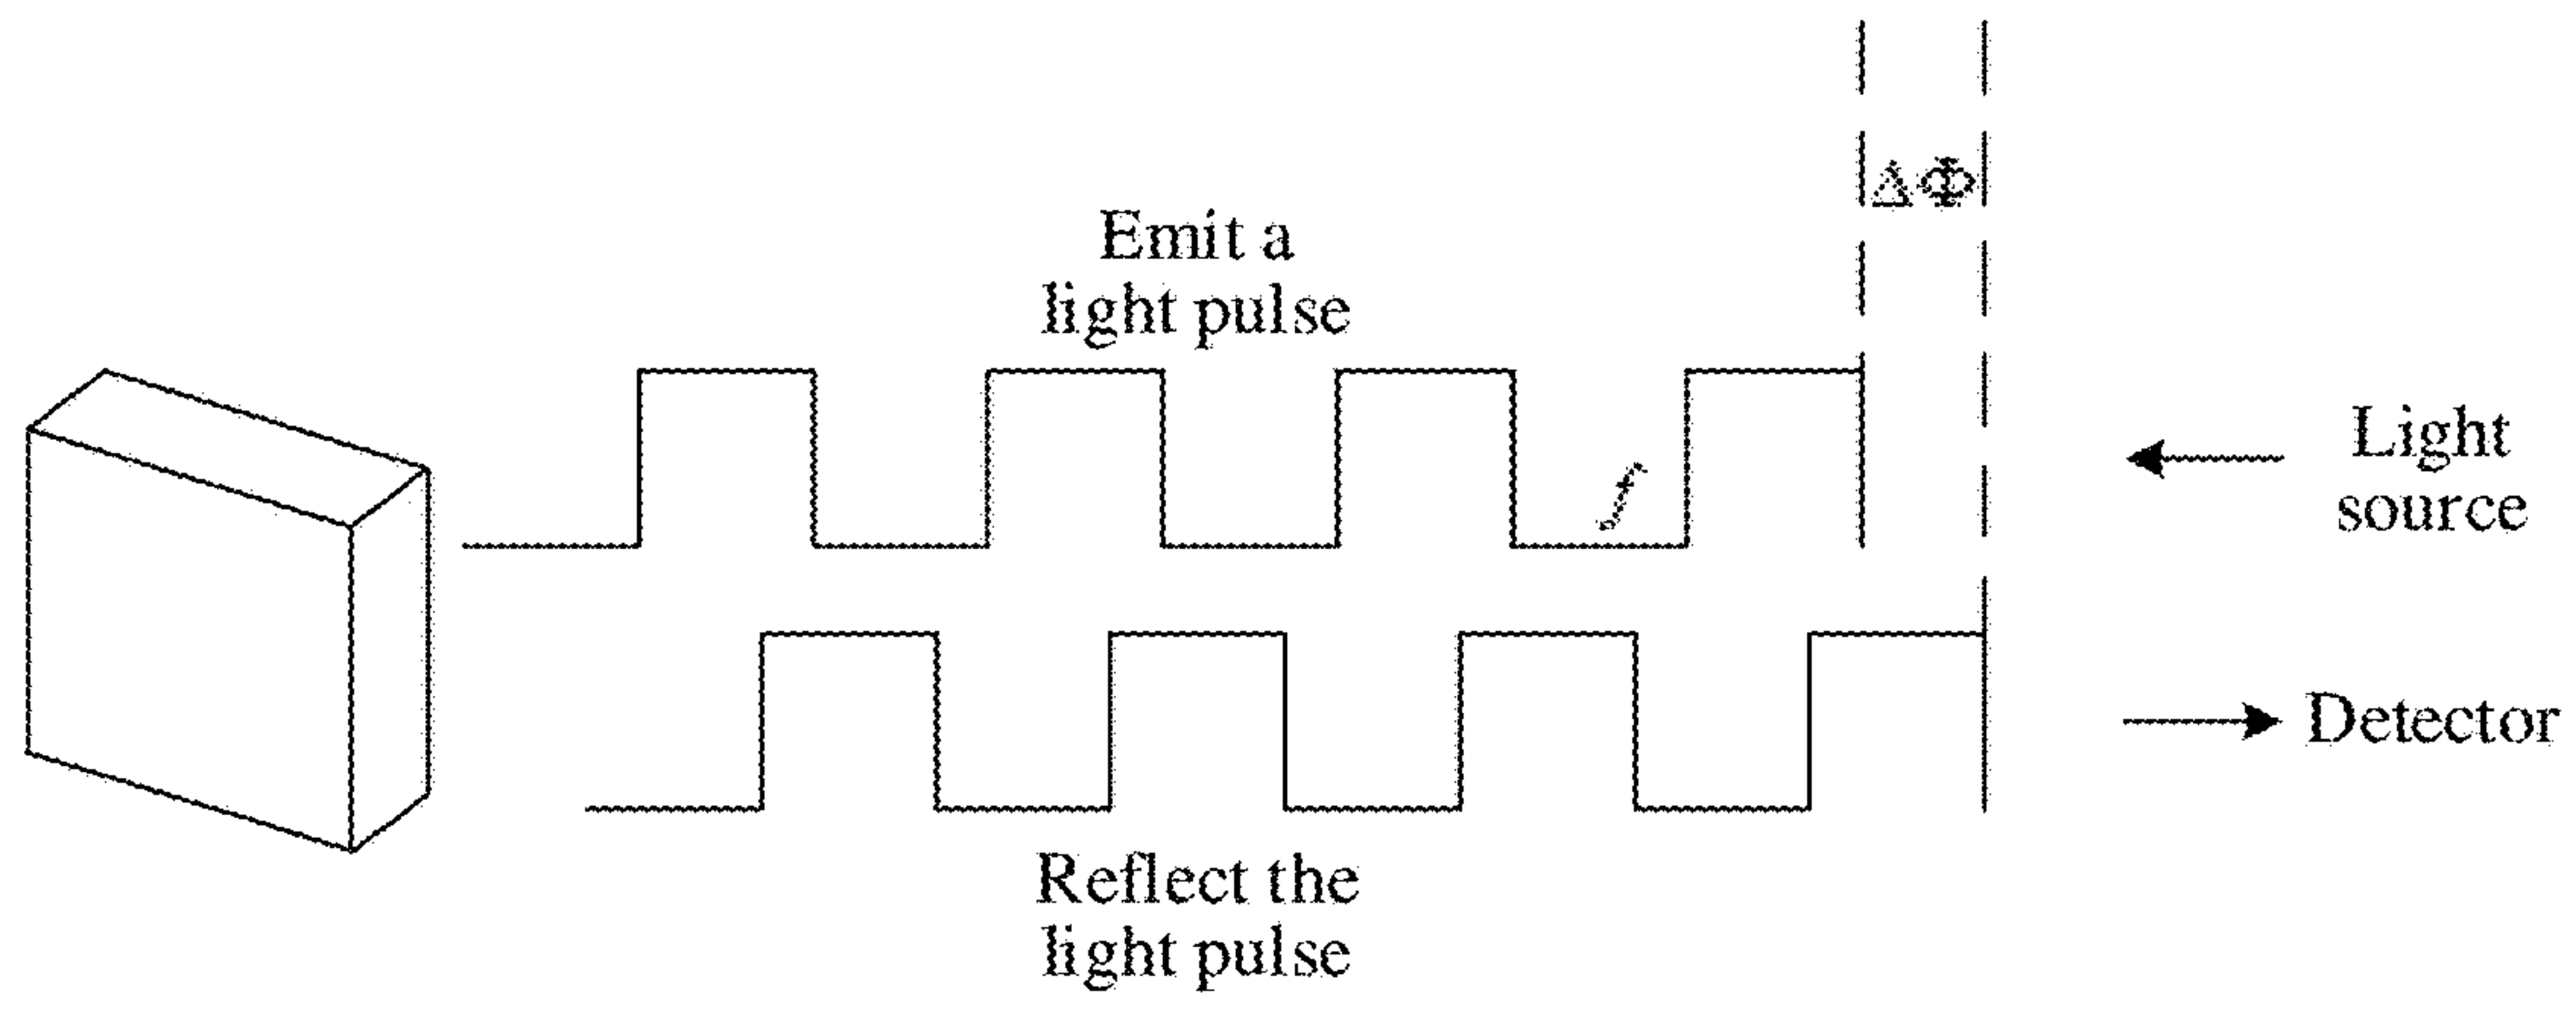 ΔΦ
Emit a
light pulse
f
Light
source
Detector
Reflect the
light pulse